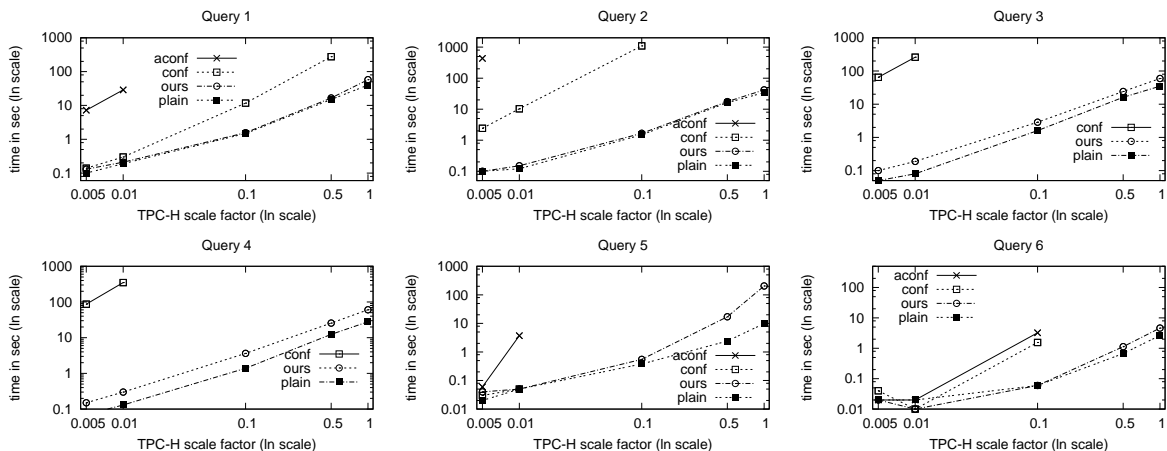 Query 1
time in sec (ln scale)
1000
100
10
1
0.1
aconf
conf
ours
plain
0.005 0.01 0.1 0.5 1
TPC-H scale factor (ln scale)
Query 2
time in sec (ln scale)
1000
100
10
1
0.1
aconf
conf
ours
plain
0.005 0.01 0.1 0.5 1
TPC-H scale factor (ln scale)
Query 3
time in sec (ln scale)
1000
100
10
1
0.1
conf
ours
plain
0.005 0.01 0.1 0.5 1
TPC-H scale factor (ln scale)
Query 4
time in sec (ln scale)
1000
100
10
1
0.1
conf
ours
plain
0.005 0.01 0.1 0.5 1
TPC-H scale factor (ln scale)
Query 5
time in sec (ln scale)
1000
100
10
1
0.1
0.01
aconf
conf
ours
plain
0.005 0.01 0.1 0.5 1
TPC-H scale factor (ln scale)
Query 6
time in sec (ln scale)
1000
100
10
1
0.1
0.01
aconf
conf
ours
plain
0.005 0.01 0.1 0.5 1
TPC-H scale factor (ln scale)